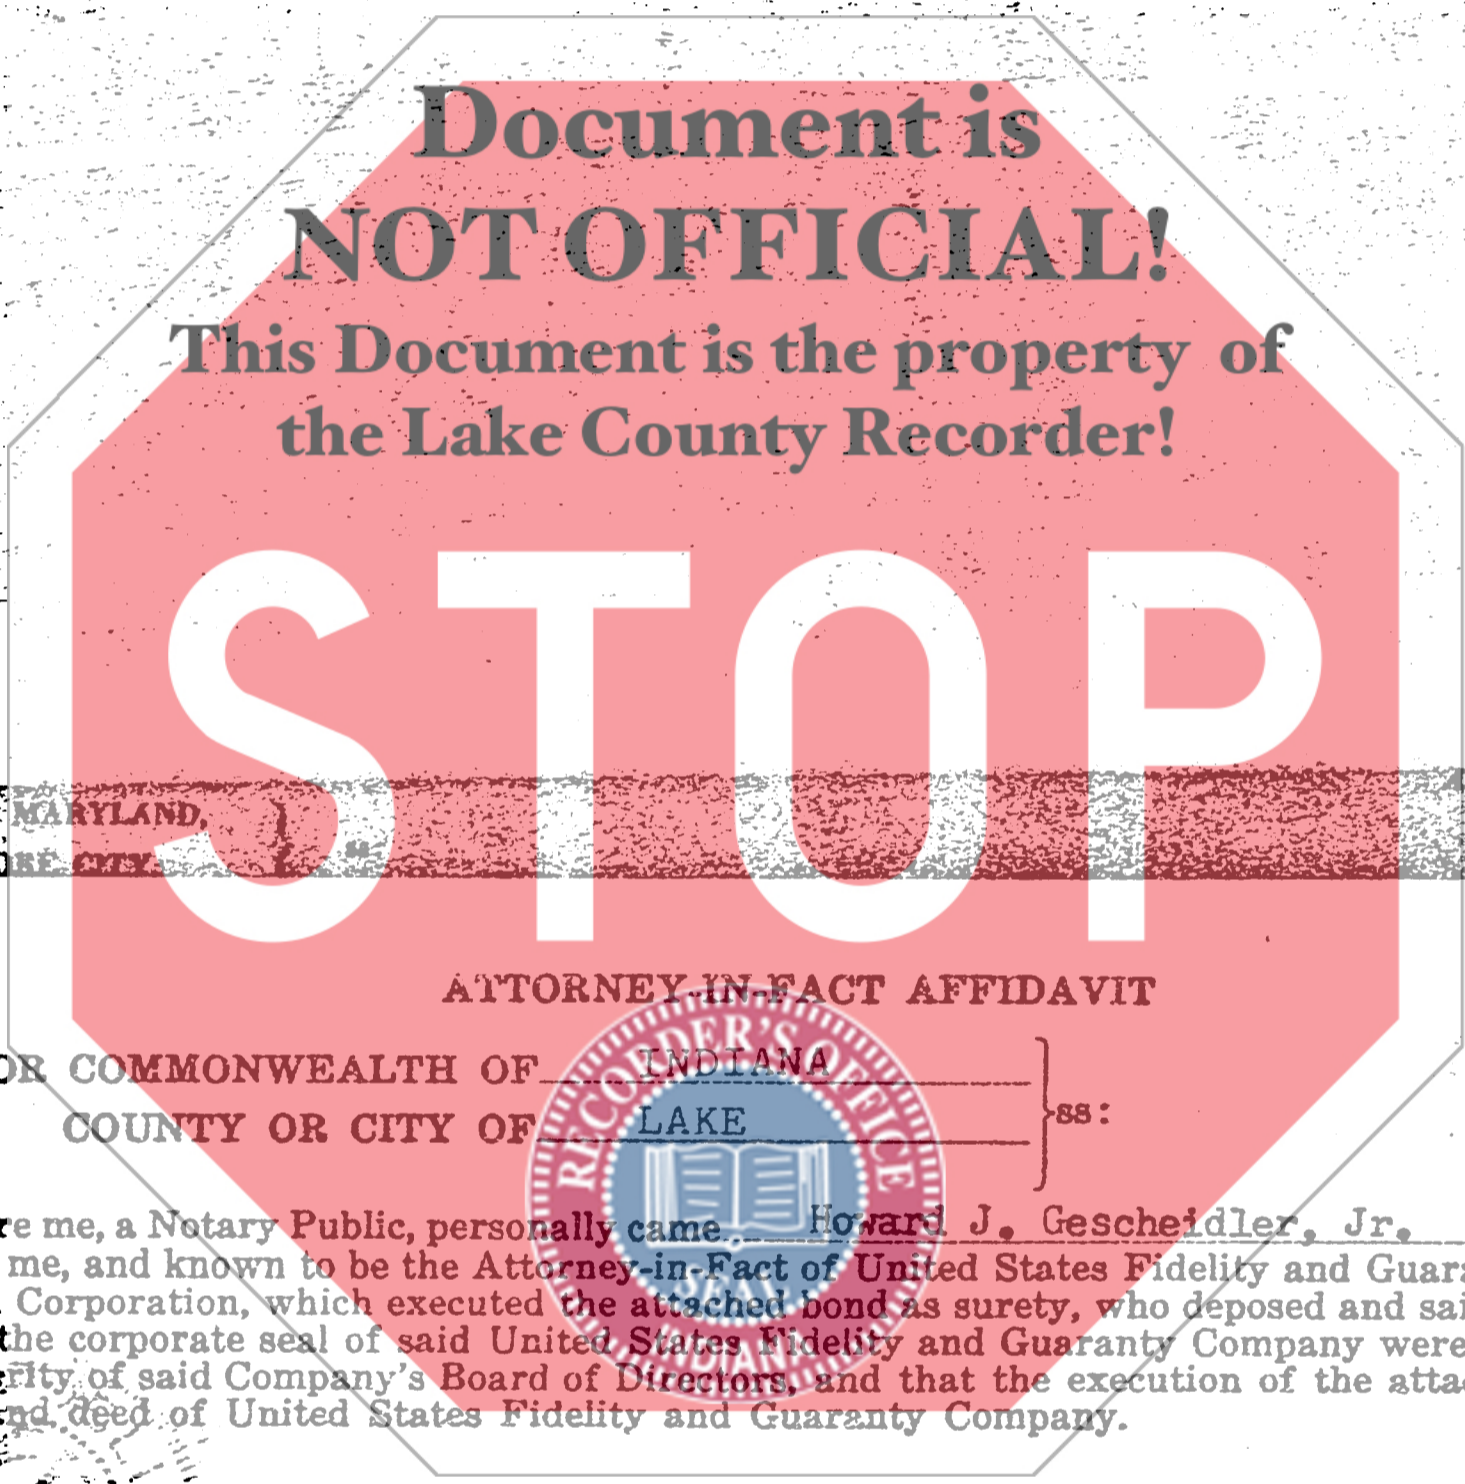 Document is
NOT OFFICIAL!
This Document is the property of
the Lake County Recorder!
STOP
MARYLAND,
CITY
ATTORNEY-IN-FACT AFFIDAVIT
OR COMMONWEALTH OF INDIANA
COUNTY OR CITY OF LAKE
ss:
RECORDER'S OFFICE
SEAL
INDIANA
re me, a Notary Public, personally came Howard J. Gescheidler, Jr.
me, and known to be the Attorney-in-Fact of United States Fidelity and Guar
Corporation, which executed the attached bond as surety, who deposed and sai
the corporate seal of said United States Fidelity and Guaranty Company were
rity of said Company's Board of Directors, and that the execution of the atta
nd deed of United States Fidelity and Guaranty Company.